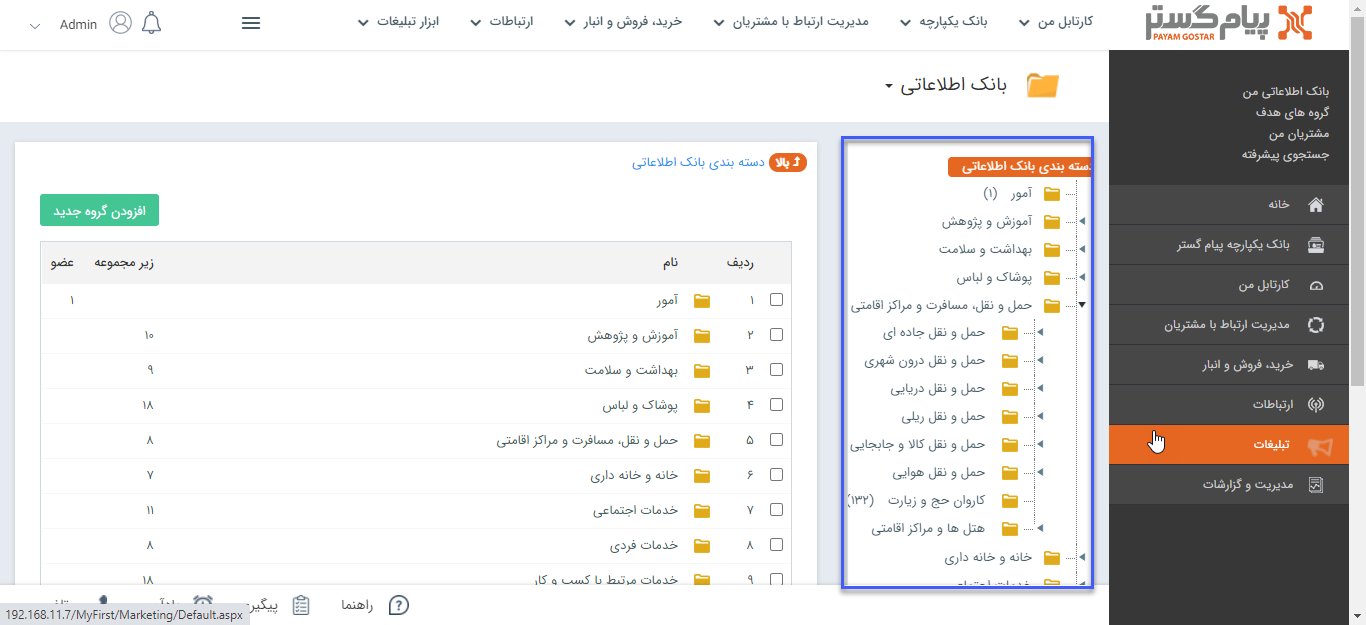 پیام گستر
PAYAM GOSTAR
کارتابل من
بانک یکپارچه
مدیریت ارتباط با مشتریان
خرید، فروش و انبار
ارتباطات
ابزار تبلیغات
Admin
بانک اطلاعاتی من
گروه های هدف
مشتریان من
جستجوی پیشرفته
خانه
بانک یکپارچه پیام گستر
کارتابل من
مدیریت ارتباط با مشتریان
خرید، فروش و انبار
ارتباطات
تبلیغات
مدیریت و گزارشات
بانک اطلاعاتی
دسته بندی بانک اطلاعاتی
آمور (۱)
آموزش و پژوهش
بهداشت و سلامت
پوشاک و لباس
حمل و نقل، مسافرت و مراکز اقامتی
حمل و نقل جاده ای
حمل و نقل درون شهری
حمل و نقل دریایی
حمل و نقل ریلی
حمل و نقل کالا و جابجایی
حمل و نقل هوایی
کاروان حج و زیارت (۱۳۲)
هتل ها و مراکز اقامتی
خانه و خانه داری
خدمات اجتماعی
بالا دسته بندی بانک اطلاعاتی
افزودن گروه جدید
ردیف نام زیر مجموعه عضو
۱ آمور ۱
۲ آموزش و پژوهش ۱۰
۳ بهداشت و سلامت ۹
۴ پوشاک و لباس ۱۸
۵ حمل و نقل، مسافرت و مراکز اقامتی ۸
۶ خانه و خانه داری ۷
۷ خدمات اجتماعی ۱۱
۸ خدمات فردی ۸
۹ خدمات مرتبط با کسب و کار ۱۸
راهنما
192.168.11.7/MyFirst/Marketing/Default.aspx